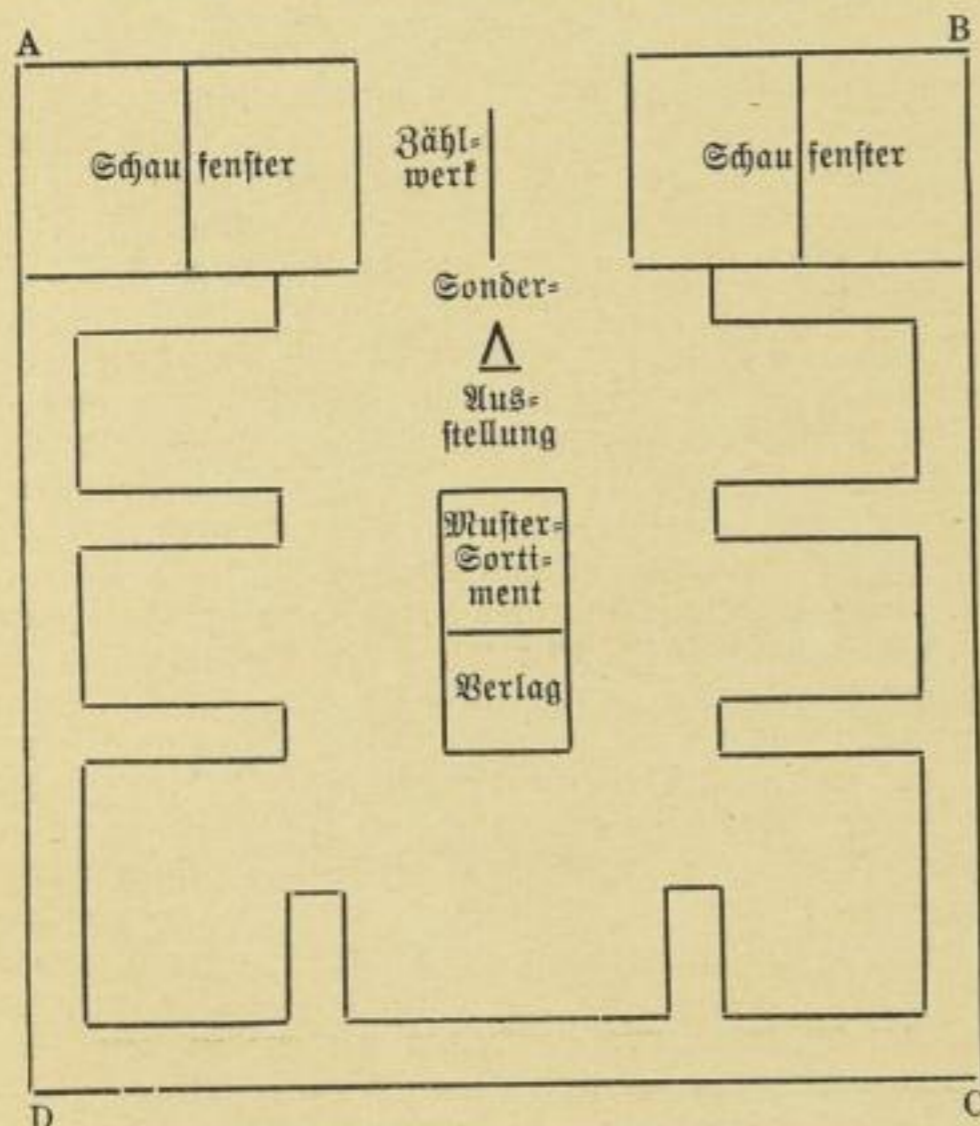 A
B
Schau fenster
Zähl=
werk
Schau fenster
Sonder=
Aus=
stellung
Muster=
Sorti=
ment
Verlag
D
C